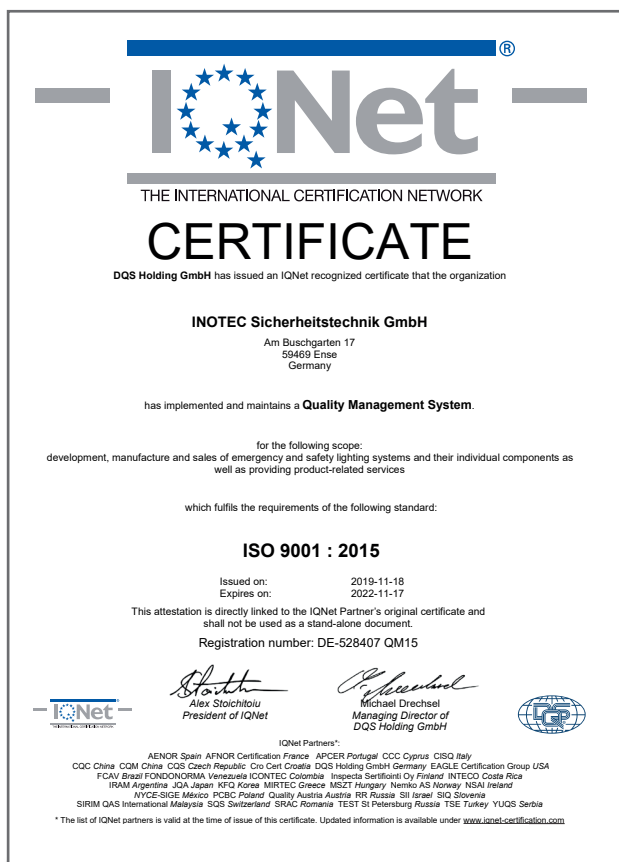 IQNet®
THE INTERNATIONAL CERTIFICATION NETWORK
CERTIFICATE
DQS Holding GmbH has issued an IQNet recognized certificate that the organization
INOTEC Sicherheitstechnik GmbH
Am Buschgarten 17
59469 Ense
Germany
has implemented and maintains a Quality Management System.
for the following scope:
development, manufacture and sales of emergency and safety lighting systems and their individual components as
well as providing product-related services
which fulfils the requirements of the following standard:
ISO 9001 : 2015
Issued on: 2019-11-18
Expires on: 2022-11-17
This attestation is directly linked to the IQNet Partner's original certificate and
shall not be used as a stand-alone document.
Registration number: DE-528407 QM15
Alex Stoichitoiu
President of IQNet
Michael Drechsel
Managing Director of
DQS Holding GmbH
IQNet
DQS
IQNet Partners*:
AENOR Spain AFNOR Certification France APCER Portugal CCC Cyprus CISQ Italy
CQC China CQM China CQS Czech Republic Cro Cert Croatia DQS Holding GmbH Germany EAGLE Certification Group USA
FCAV Brazil FONDONORMA Venezuela ICONTEC Colombia Inspecta Sertifiointi Oy Finland INTECO Costa Rica
IRAM Argentina JQA Japan KFQ Korea MIRTEC Greece MSZT Hungary Nemko AS Norway NSAI Ireland
NYCE-SIGE México PCBC Poland Quality Austria Austria RR Russia SII Israel SIQ Slovenia
SIRIM QAS International Malaysia SQS Switzerland SRAC Romania TEST St Petersburg Russia TSE Turkey YUQS Serbia
* The list of IQNet partners is valid at the time of issue of this certificate. Updated information is available under www.iqnet-certification.com